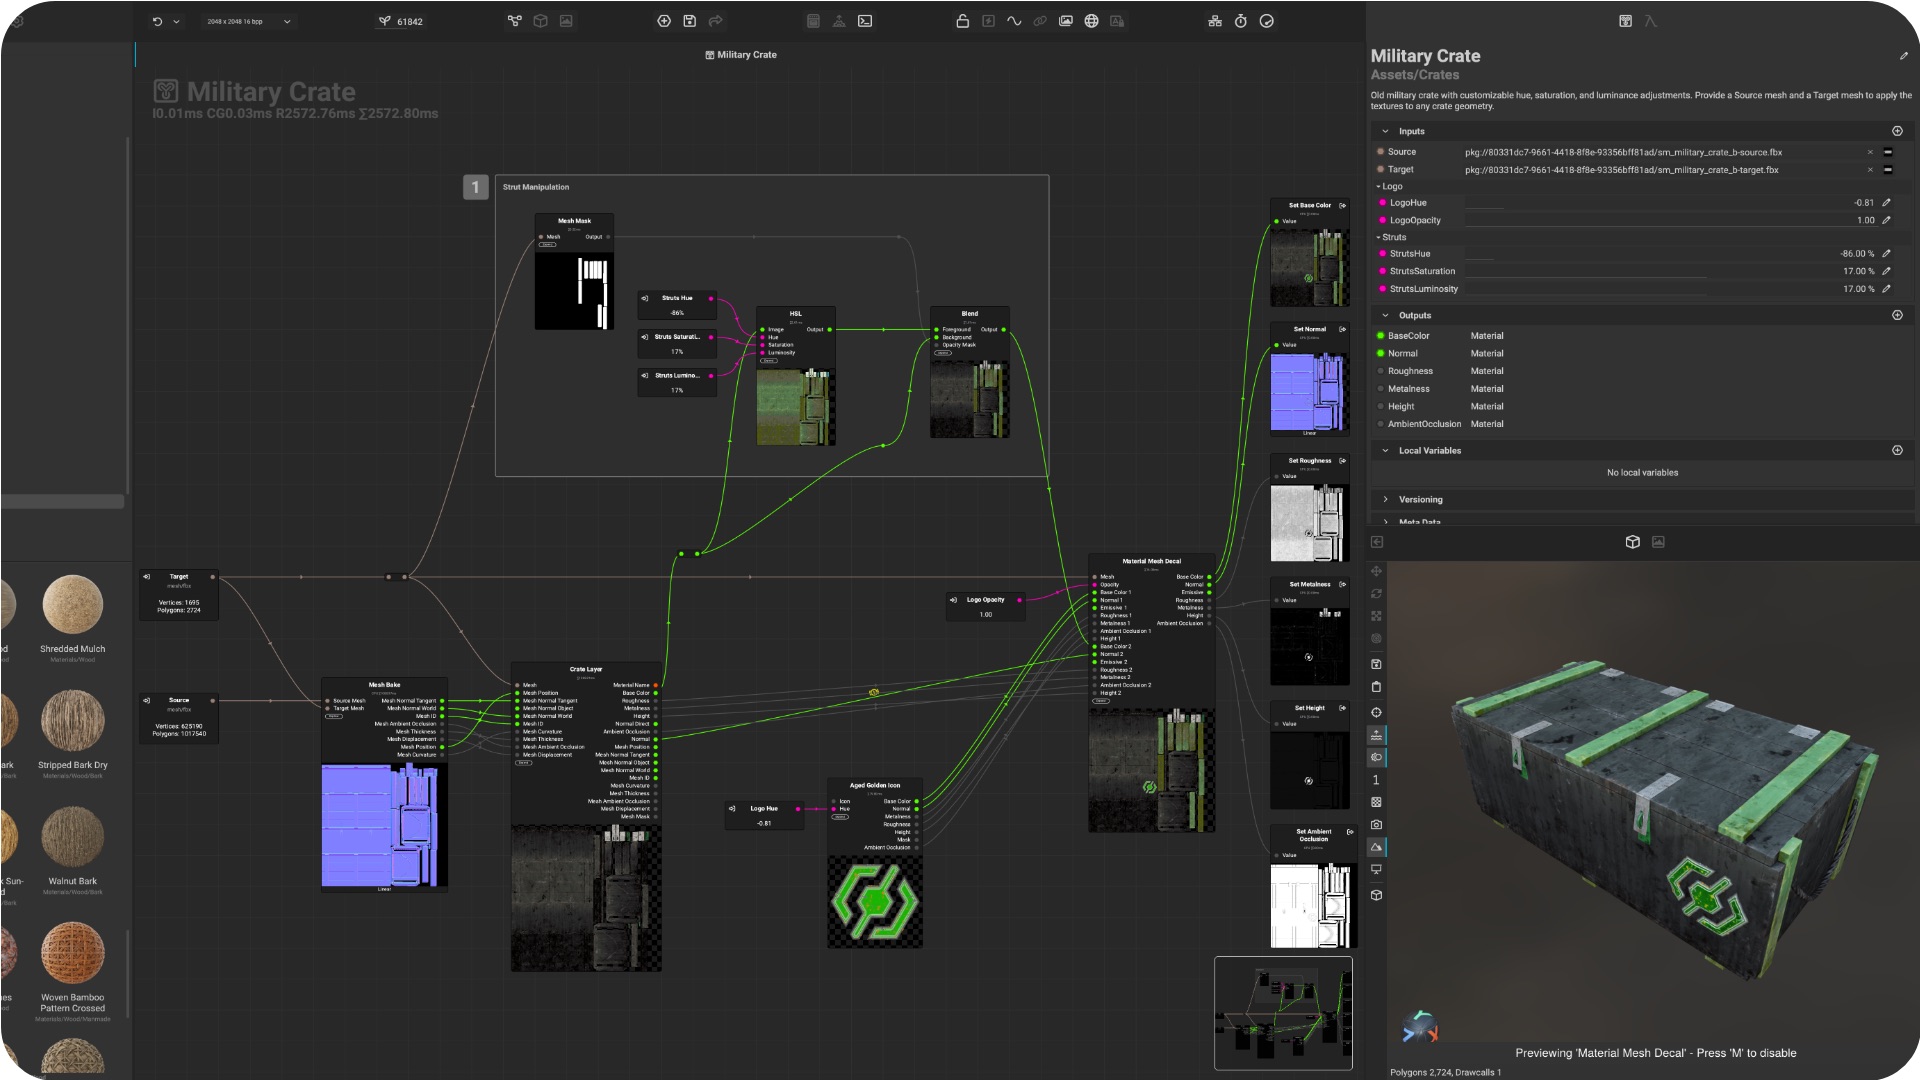 2048 x 2048 16 bpp
61842
Military Crate
Military Crate
I0.01ms CG0.03ms R2572.76ms ∑2572.80ms
1
Strut Manipulation
Mesh Mask
Mesh Output
Struts Hue
-86%
Struts Saturati...
17%
Struts Lumino...
17%
HSL
Image Output
Hue
Saturation
Luminosity
Blend
Foreground Output
Background
Opacity Mask
Target
mesh/fbx
Vertices: 1695
Polygons: 2724
Source
mesh/fbx
Vertices: 625190
Polygons: 1017540
Mesh Bake
Source Mesh Mesh Normal Tangent
Target Mesh Mesh Normal World
Mesh ID
Mesh Ambient Occlusion
Mesh Thickness
Mesh Displacement
Mesh Position
Mesh Curvature
Linear
Crate Layer
Mesh Material Name
Mesh Position Base Color
Mesh Normal Tangent Roughness
Mesh Normal Object Metalness
Mesh Normal World Height
Mesh ID Normal Direct
Mesh Curvature Ambient Occlusion
Mesh Thickness Normal
Mesh Ambient Occlusion Mesh Position
Mesh Displacement Mesh Normal Tangent
Mesh Normal Object
Mesh Normal World
Mesh ID
Mesh Curvature
Mesh Thickness
Mesh Ambient Occlusion
Mesh Displacement
Mesh Mask
Logo Hue
-0.81
Aged Golden Icon
Icon Base Color
Hue Normal
Metalness
Roughness
Height
Mask
Ambient Occlusion
Logo Opacity
1.00
Material Mesh Decal
Mesh Base Color
Opacity Normal
Base Color 1 Emissive
Normal 1 Roughness
Emissive 1 Metalness
Roughness 1 Height
Metalness 1 Ambient Occlusion
Ambient Occlusion 1
Height 1
Base Color 2
Normal 2
Emissive 2
Roughness 2
Metalness 2
Ambient Occlusion 2
Height 2
Set Base Color
Value
Set Normal
Value
Linear
Set Roughness
Value
Set Metalness
Value
Set Height
Value
Set Ambient
Occlusion
Value
Shredded Mulch
Materials/Wood
Stripped Bark Dry
Materials/Wood/Bark
Walnut Bark
Materials/Wood/Bark
Woven Bamboo
Pattern Crossed
Materials/Wood/Manmade
Military Crate
Assets/Crates
Old military crate with customizable hue, saturation, and luminance adjustments. Provide a Source mesh and a Target mesh to apply the
textures to any crate geometry.
Inputs
Source pkg://80331dc7-9661-4418-8f8e-93356bff81ad/sm_military_crate_b-source.fbx
Target pkg://80331dc7-9661-4418-8f8e-93356bff81ad/sm_military_crate_b-target.fbx
Logo
LogoHue -0.81
LogoOpacity 1.00
Struts
StrutsHue -86.00 %
StrutsSaturation 17.00 %
StrutsLuminosity 17.00 %
Outputs
BaseColor Material
Normal Material
Roughness Material
Metalness Material
Height Material
AmbientOcclusion Material
Local Variables
No local variables
Versioning
Meta Data
1
Previewing 'Material Mesh Decal' - Press 'M' to disable
Polygons 2,724, Drawcalls 1